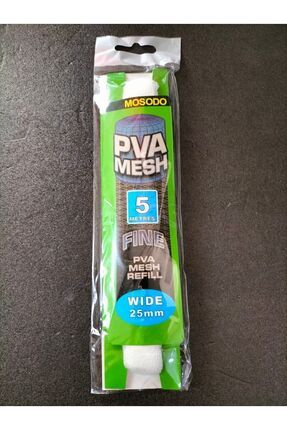 MOSODO
PVA
MESH
5
METRES
FINE
PVA
MESH
REFILL
WIDE
25mm